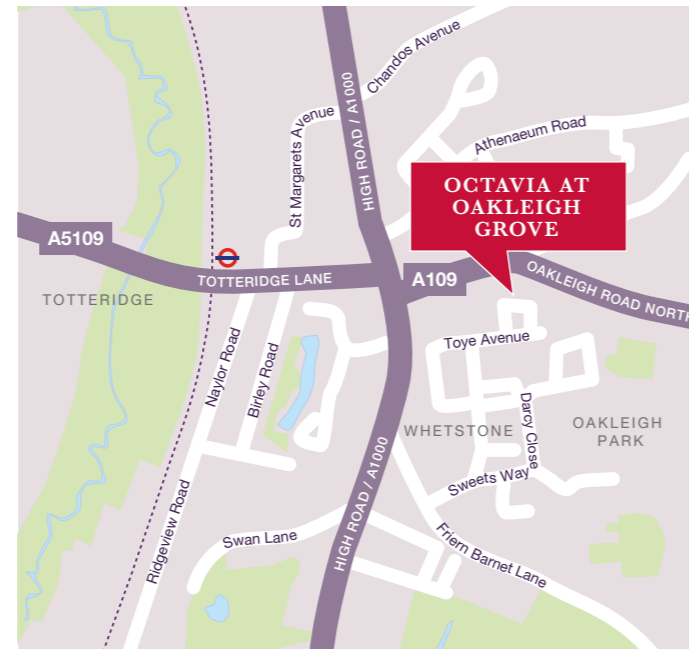 Chandos Avenue
St Margarets Avenue
HIGH ROAD / A1000
Athenaeum Road
OCTAVIA AT
OAKLEIGH
GROVE
A5109
TOTTERIDGE LANE
A109
OAKLEIGH ROAD NORTH
TOTTERIDGE
Toye Avenue
Naylor Road
Birley Road
Darcy Close
WHETSTONE
OAKLEIGH
PARK
HIGH ROAD / A1000
Sweets Way
Ridgeview Road
Swan Lane
Friern Barnet Lane